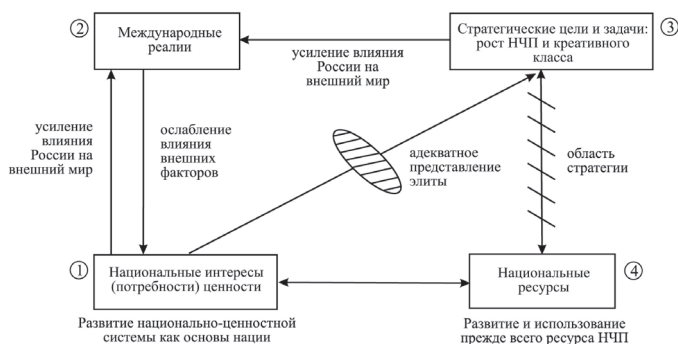 ②
Международные
реалии
Стратегические цели и задачи:
рост НЧП и креативного
класса
③
усиление влияния
России на
внешний мир
усиление
влияния
России на
внешний мир
ослабление
влияния
внешних
факторов
адекватное
представление
элиты
область
стратегии
①
Национальные интересы
(потребности) ценности
Национальные
ресурсы
④
Развитие национально-ценностной
системы как основы нации
Развитие и использование
прежде всего ресурса НЧП